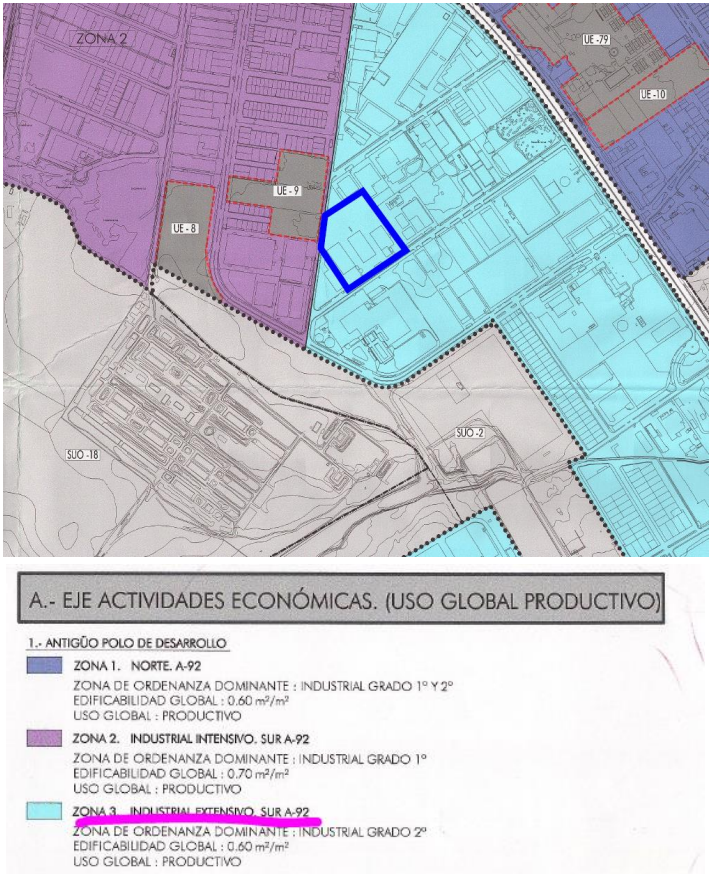 ZONA 2
UE -79
UE -10
UE - 9
UE - 8
SUO -2
SUO -18
A.- EJE ACTIVIDADES ECONÓMICAS. (USO GLOBAL PRODUCTIVO)
1.- ANTIGÜO POLO DE DESARROLLO
ZONA 1. NORTE. A-92
ZONA DE ORDENANZA DOMINANTE : INDUSTRIAL GRADO 1º Y 2º
EDIFICABILIDAD GLOBAL : 0.60 m²/m²
USO GLOBAL : PRODUCTIVO
ZONA 2. INDUSTRIAL INTENSIVO. SUR A-92
ZONA DE ORDENANZA DOMINANTE : INDUSTRIAL GRADO 1º
EDIFICABILIDAD GLOBAL : 0.70 m²/m²
USO GLOBAL : PRODUCTIVO
ZONA 3. INDUSTRIAL EXTENSIVO. SUR A-92
ZONA DE ORDENANZA DOMINANTE : INDUSTRIAL GRADO 2º
EDIFICABILIDAD GLOBAL : 0.60 m²/m²
USO GLOBAL : PRODUCTIVO